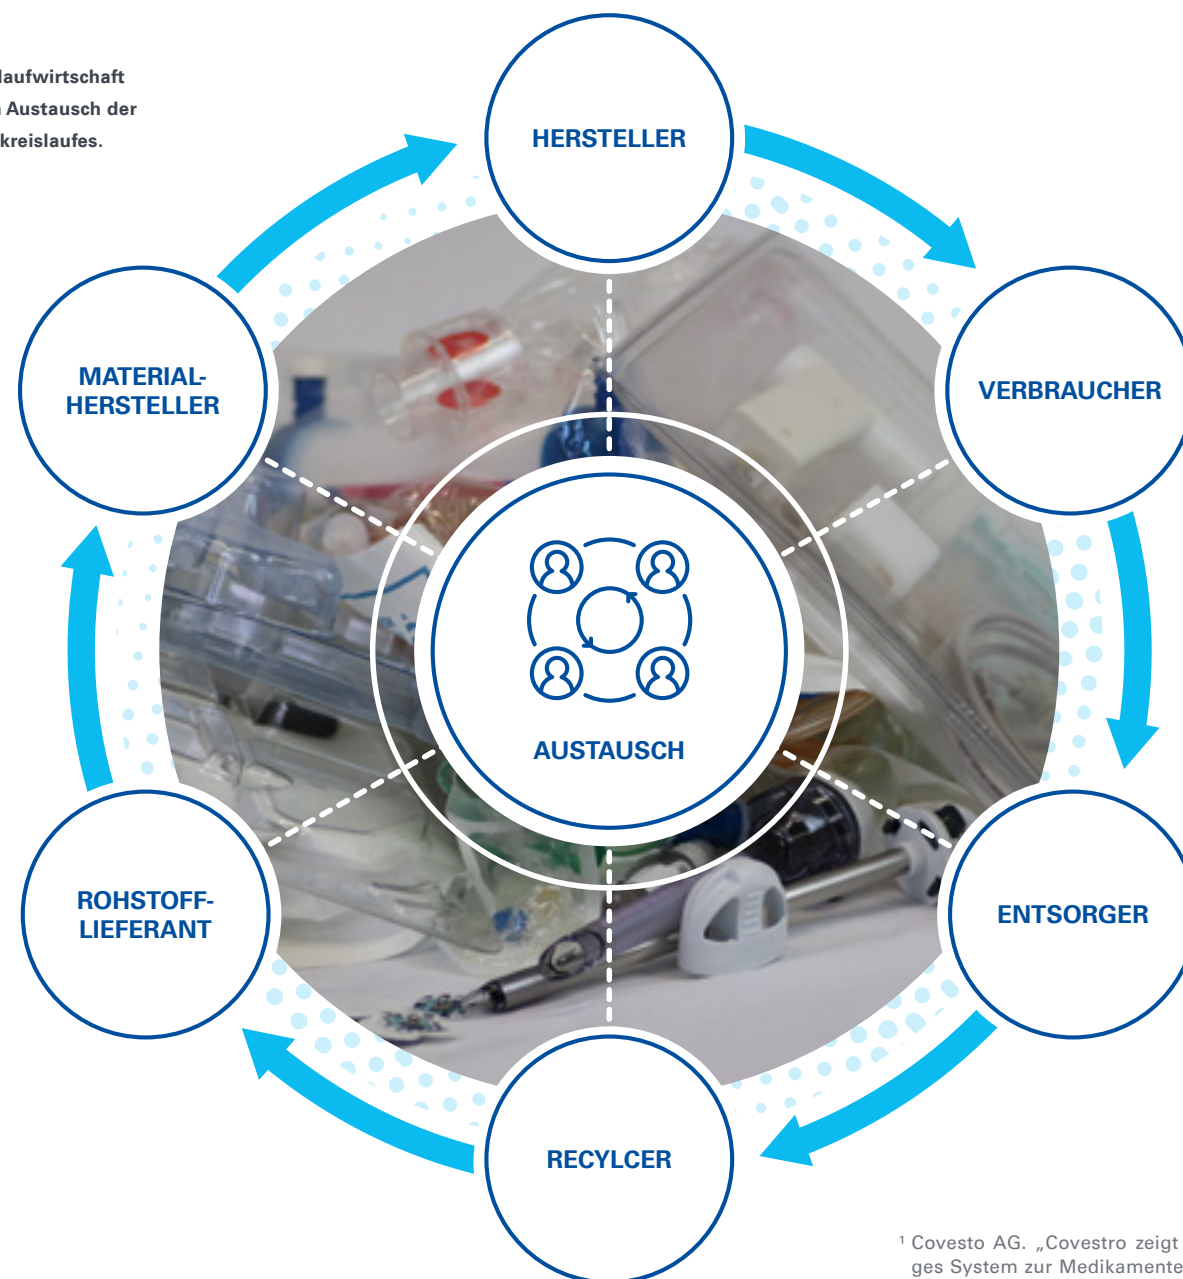 laufwirtschaft
Austausch der
kreislaufes.
HERSTELLER
MATERIAL-
HERSTELLER
VERBRAUCHER
AUSTAUSCH
ROHSTOFF-
LIEFERANT
ENTSORGER
RECYLCER
¹ Covesto AG. „Covestro zeigt
ges System zur Medikamente